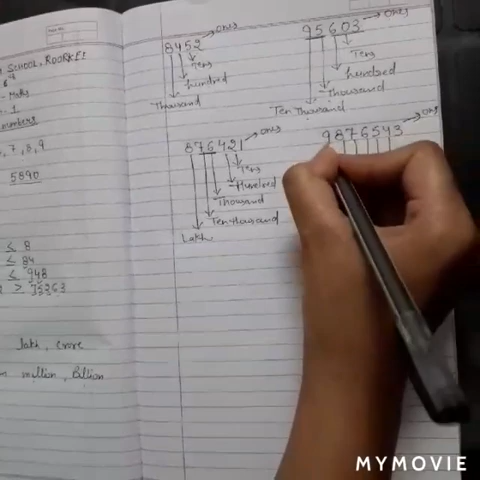 SCHOOL, ROORKEE
- Maths
1
, 7, 8, 9
5890
≤ 8
≤ 84
≤ 948
≥ 75363
lakh, crore
million, Billion
8452 → ones
Tens
hundred
Thousand
95603 → ones
Tens
hundred
Thousand
Ten Thousand
876421 → ones
Tens
Hundred
Thousand
Ten-thousand
Lakh
9876543 → ones
MYMOVIE